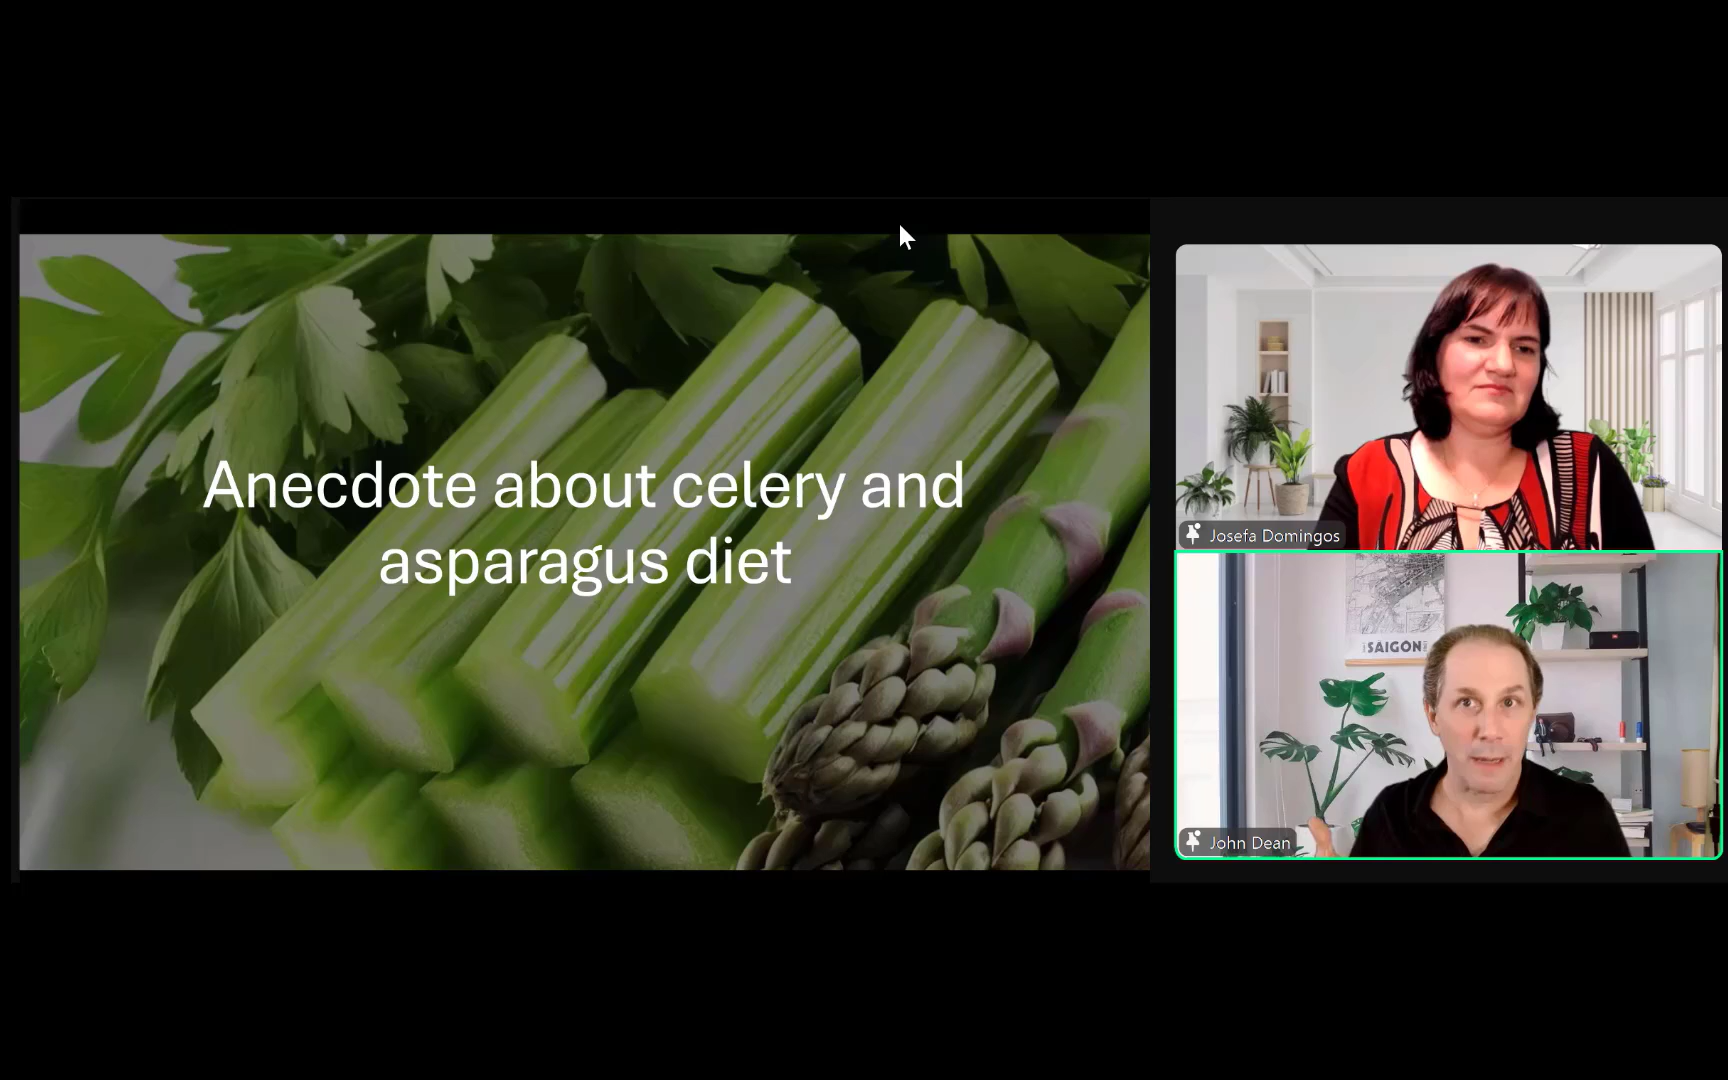 Anecdote about celery and
asparagus diet
Josefa Domingos
SAIGON
John Dean